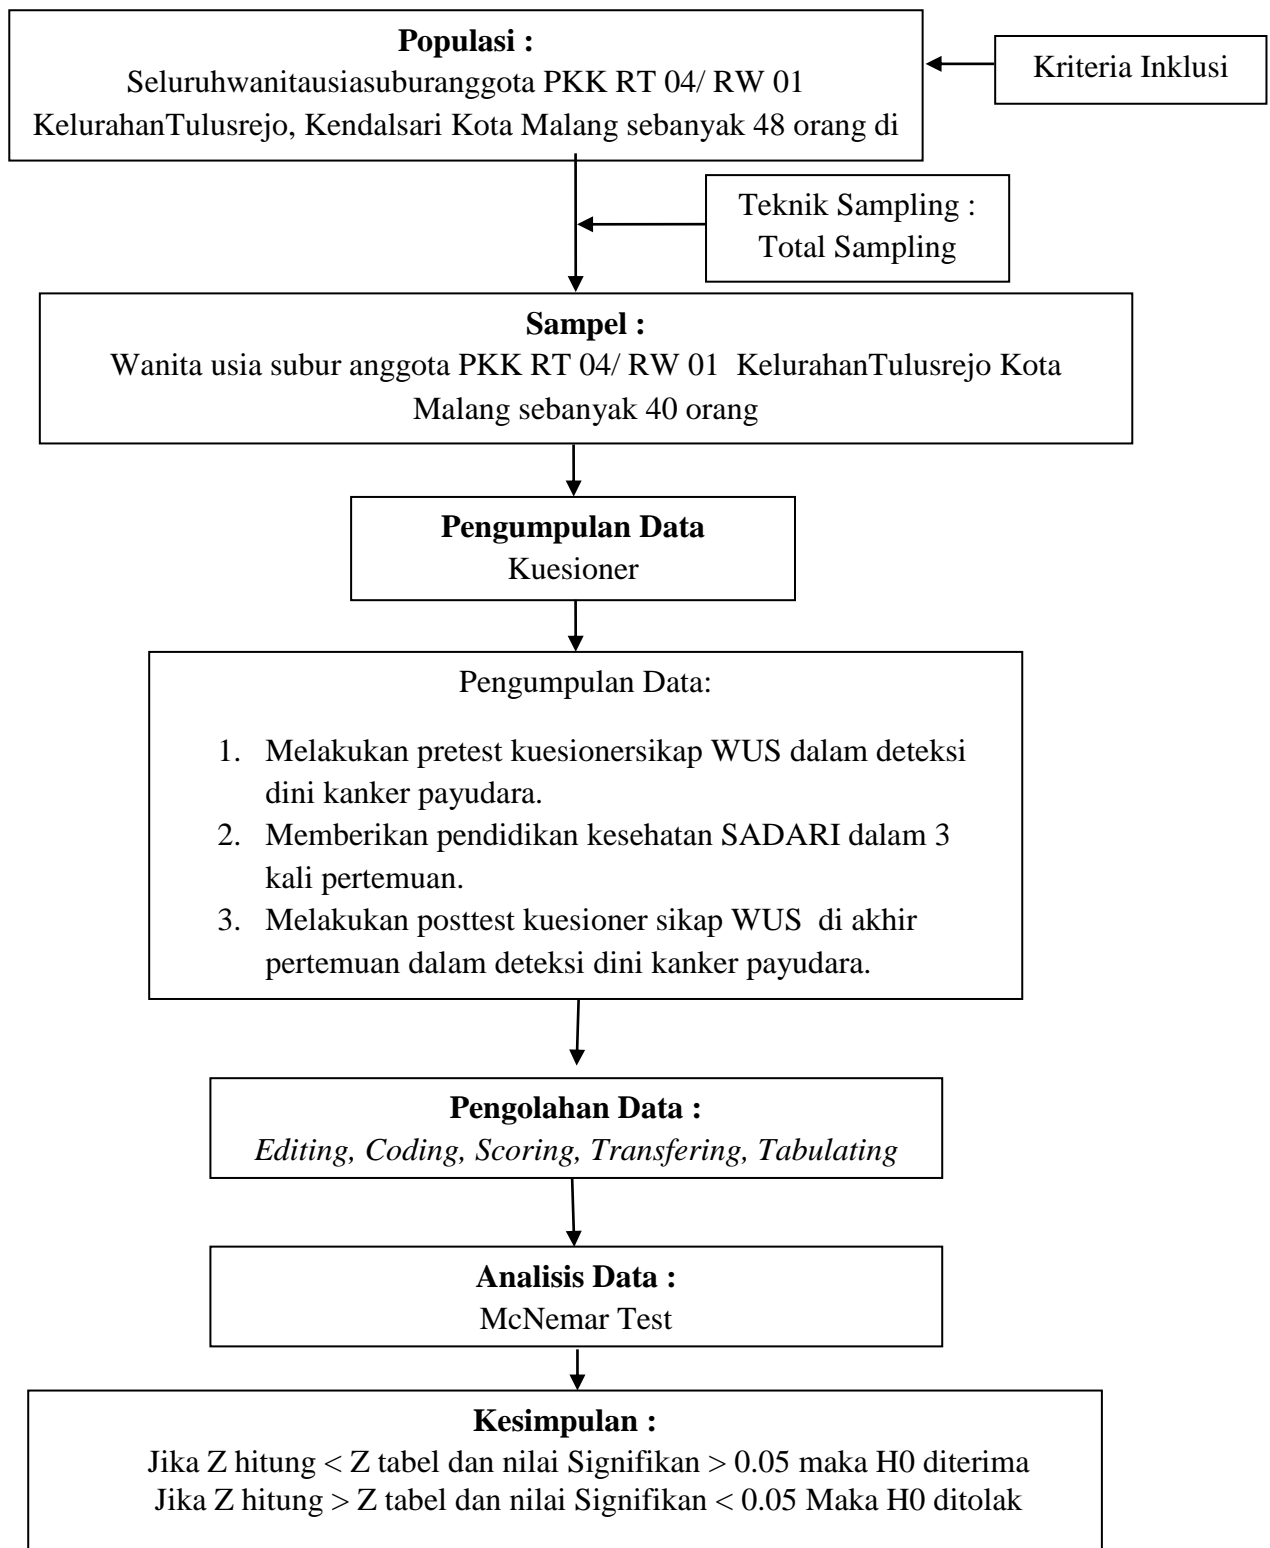 Populasi :
Seluruhwanitausiasuburanggota PKK RT 04/ RW 01
KelurahanTulusrejo, Kendalsari Kota Malang sebanyak 48 orang di
Kriteria Inklusi
Teknik Sampling :
Total Sampling
Sampel :
Wanita usia subur anggota PKK RT 04/ RW 01 KelurahanTulusrejo Kota
Malang sebanyak 40 orang
Pengumpulan Data
Kuesioner
Pengumpulan Data:
1. Melakukan pretest kuesionersikap WUS dalam deteksi
dini kanker payudara.
2. Memberikan pendidikan kesehatan SADARI dalam 3
kali pertemuan.
3. Melakukan posttest kuesioner sikap WUS di akhir
pertemuan dalam deteksi dini kanker payudara.
Pengolahan Data :
Editing, Coding, Scoring, Transfering, Tabulating
Analisis Data :
McNemar Test
Kesimpulan :
Jika Z hitung < Z tabel dan nilai Signifikan > 0.05 maka H0 diterima
Jika Z hitung > Z tabel dan nilai Signifikan < 0.05 Maka H0 ditolak